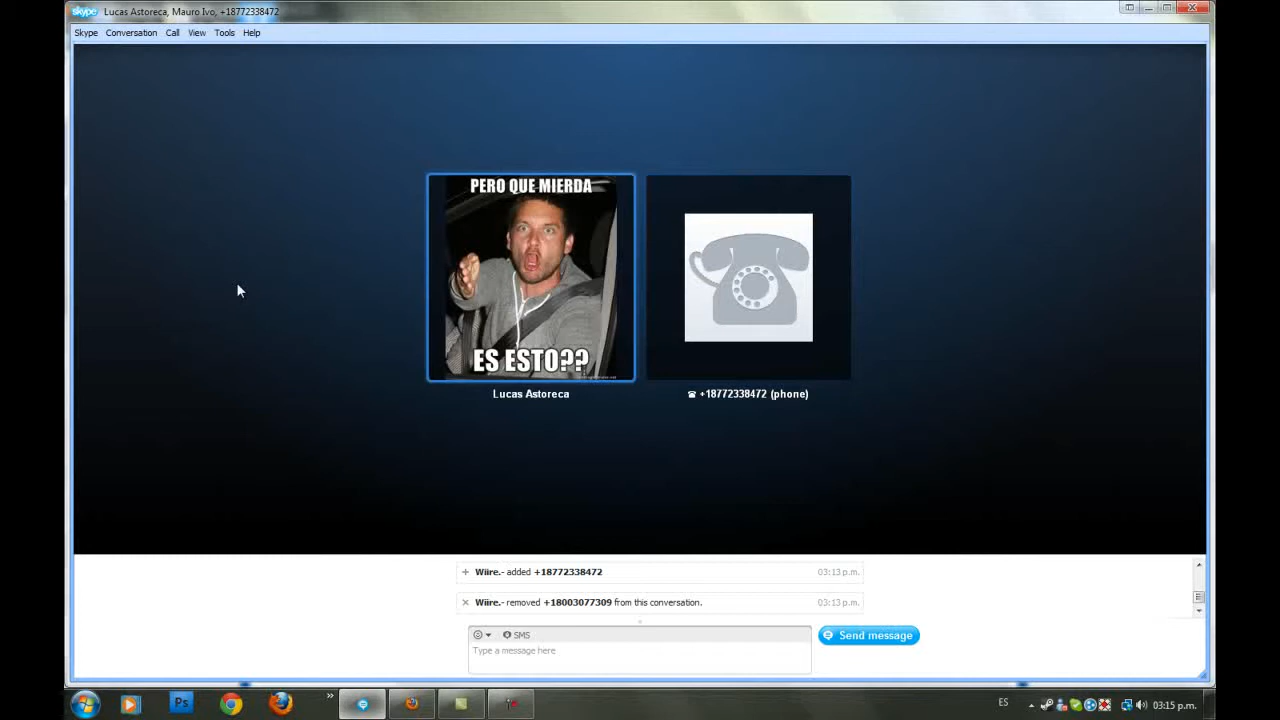 skype Lucas Astoreca, Mauro Ivo, +18772338472
Skype Conversation Call View Tools Help
PERO QUE MIERDA
ES ESTO??
Lucas Astoreca
+18772338472 (phone)
Wiire.- added +18772338472 03:13 p.m.
Wiire.- removed +18003077309 from this conversation. 03:13 p.m.
SMS
Send message
Type a message here
Ps
ES
03:15 p.m.